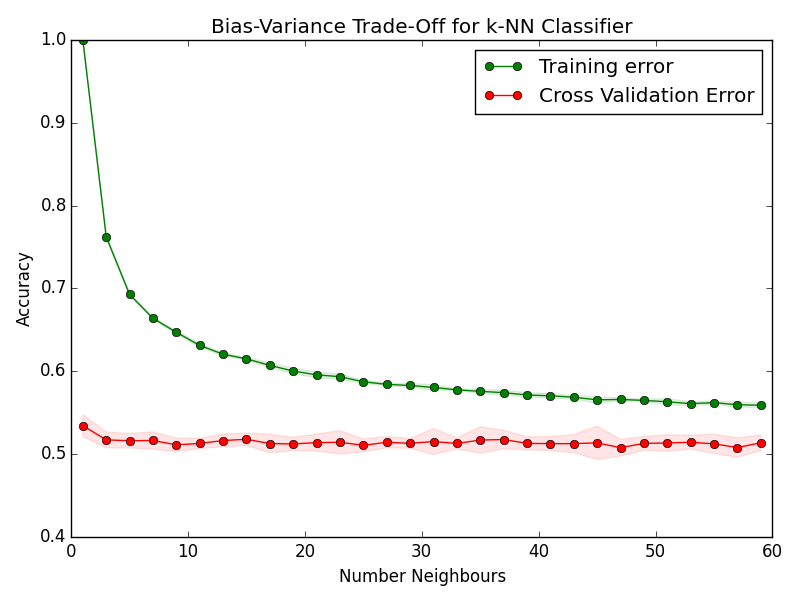 Bias-Variance Trade-Off for k-NN Classifier
1.0
0.9
0.8
0.7
0.6
0.5
0.4
Accuracy
Training error
Cross Validation Error
0 10 20 30 40 50 60
Number Neighbours